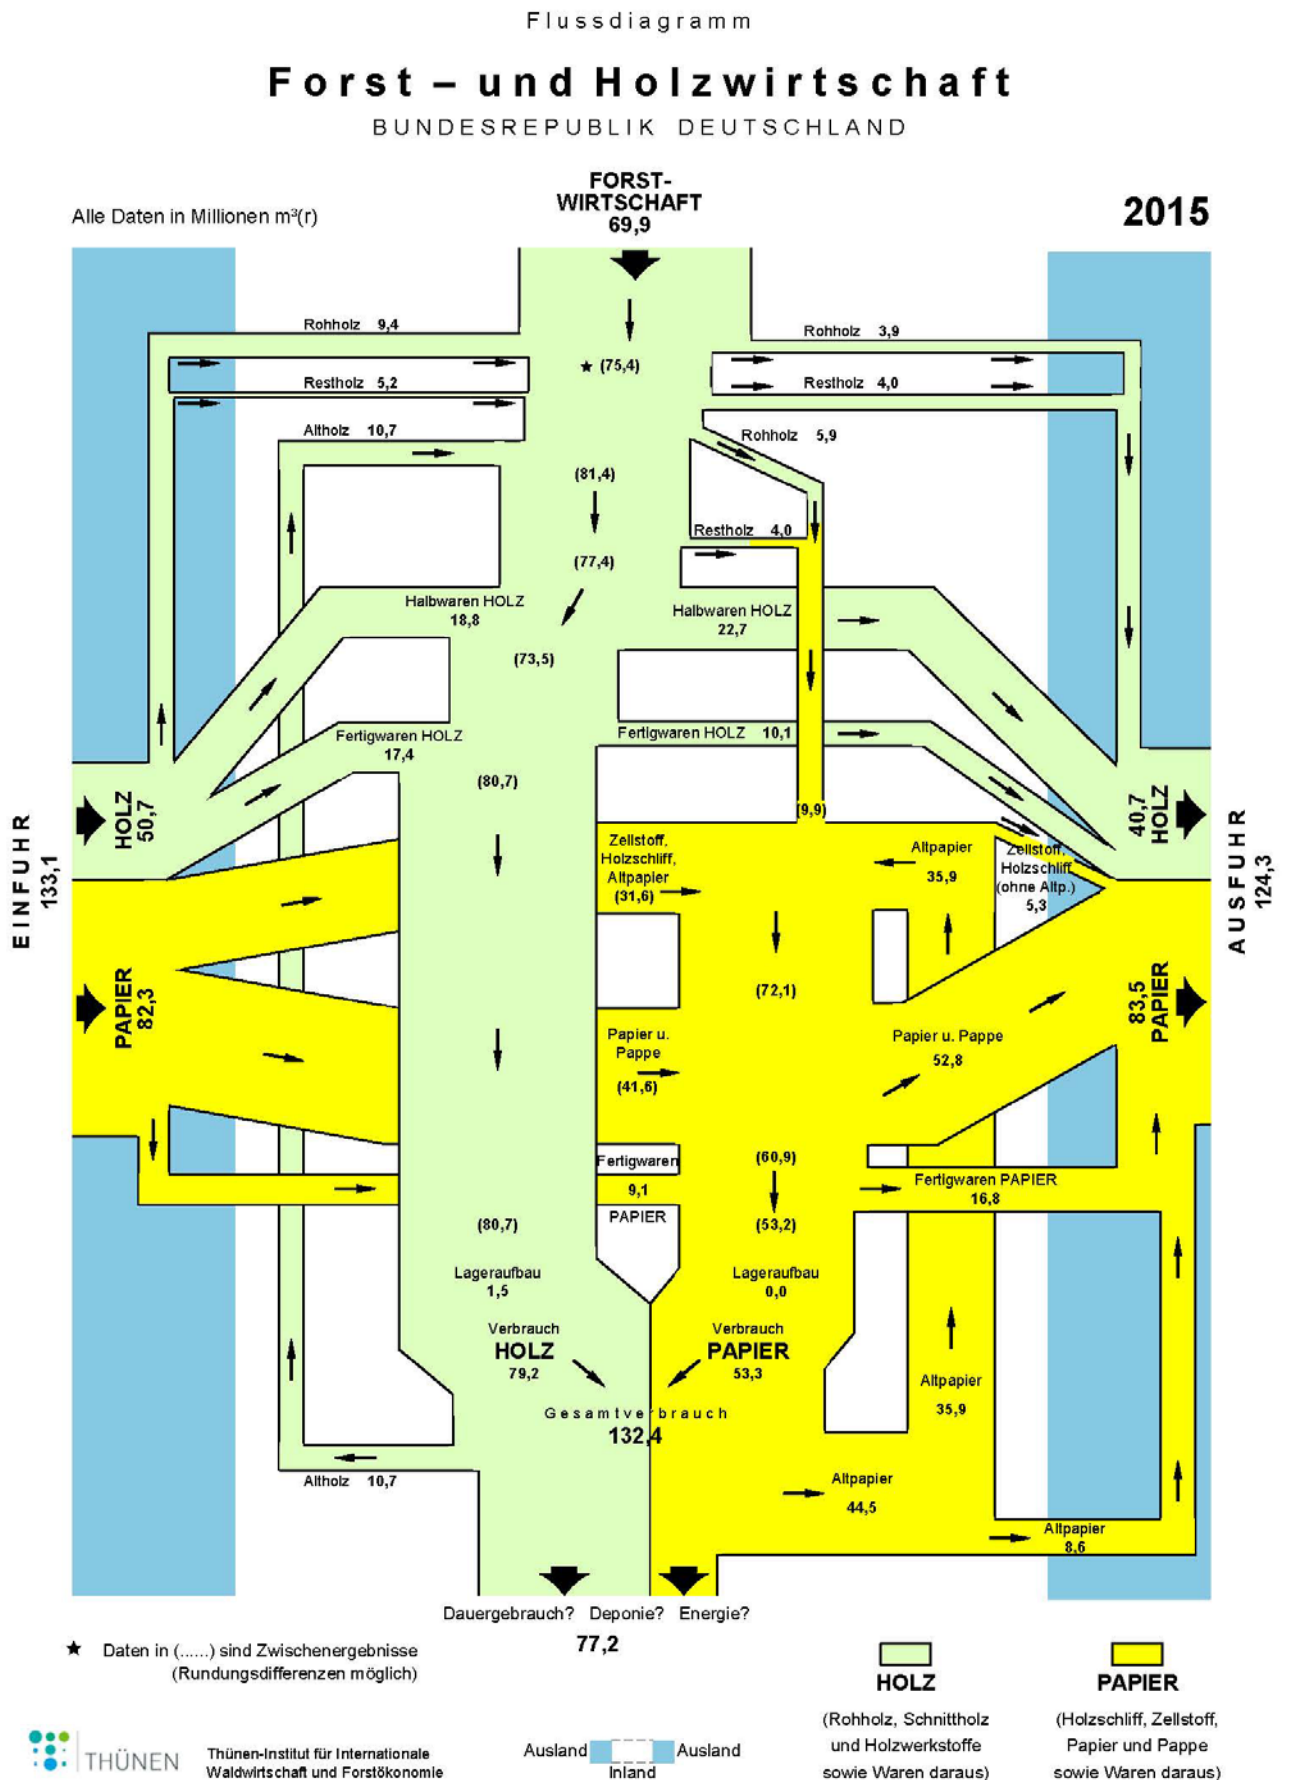 Flussdiagramm
Forst – und Holzwirtschaft
BUNDESREPUBLIK DEUTSCHLAND
FORST-
WIRTSCHAFT
69,9
Alle Daten in Millionen m³(r)
2015
Rohholz 9,4
Rohholz 3,9
★ (75,4)
Restholz 5,2
Restholz 4,0
Altholz 10,7
Rohholz 5,9
(81,4)
Restholz 4,0
(77,4)
Halbwaren HOLZ
18,8
Halbwaren HOLZ
22,7
(73,5)
Fertigwaren HOLZ
17,4
Fertigwaren HOLZ 10,1
(80,7)
(9,9)
EINFUHR
133,1
HOLZ
50,7
40,7
HOLZ
AUSFUHR
124,3
Zellstoff,
Holzschliff,
Altpapier
(31,6)
Altpapier
35,9
Zellstoff,
Holzschliff
(ohne Altp.)
5,3
PAPIER
82,3
83,5
PAPIER
(72,1)
Papier u.
Pappe
(41,6)
Papier u. Pappe
52,8
Fertigwaren
9,1
PAPIER
(60,9)
Fertigwaren PAPIER
16,8
(80,7)
(53,2)
Lageraufbau
1,5
Lageraufbau
0,0
Verbrauch
HOLZ
79,2
Verbrauch
PAPIER
53,3
Altpapier
35,9
Gesamtverbrauch
132,4
Altholz 10,7
Altpapier
44,5
Altpapier
8,6
Dauergebrauch? Deponie? Energie?
77,2
★ Daten in (......) sind Zwischenergebnisse
(Rundungsdifferenzen möglich)
HOLZ
(Rohholz, Schnittholz
und Holzwerkstoffe
sowie Waren daraus)
PAPIER
(Holzschliff, Zellstoff,
Papier und Pappe
sowie Waren daraus)
THÜNEN
Thünen-Institut für Internationale
Waldwirtschaft und Forstökonomie
Ausland Ausland
Inland